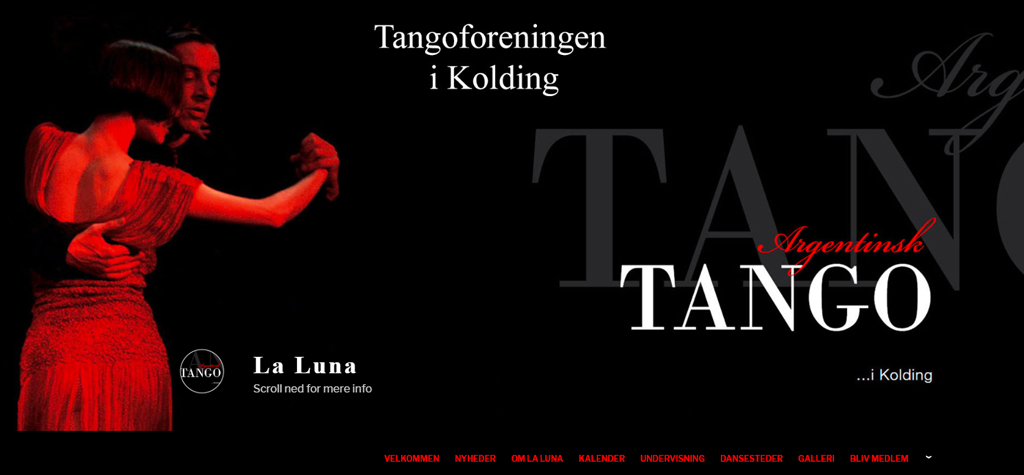 Tangoforeningen
i Kolding
Arg
TANG
Argentinsk
TANGO
...i Kolding
TANGO
La Luna
Scroll ned for mere info
VELKOMMEN NYHEDER OM LA LUNA KALENDER UNDERVISNING DANSESTEDER GALLERI BLIV MEDLEM